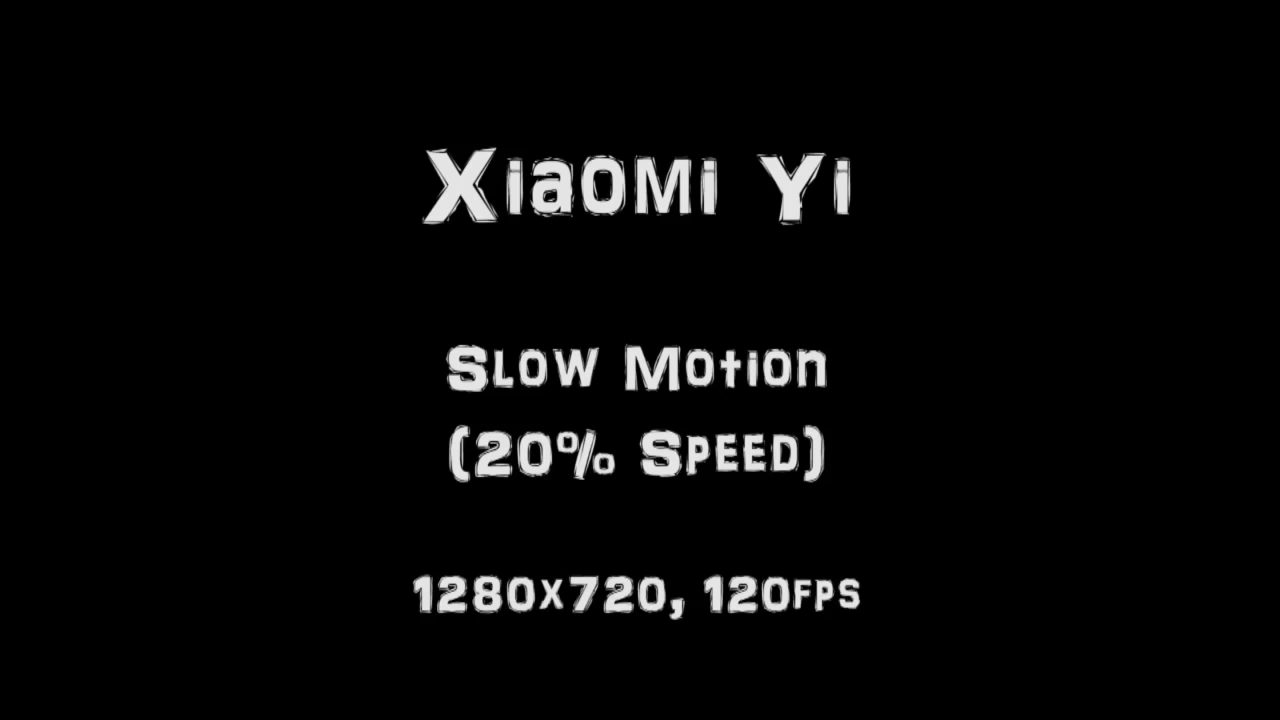 Xiaomi Yi
Slow Motion
(20% Speed)
1280x720, 120fps